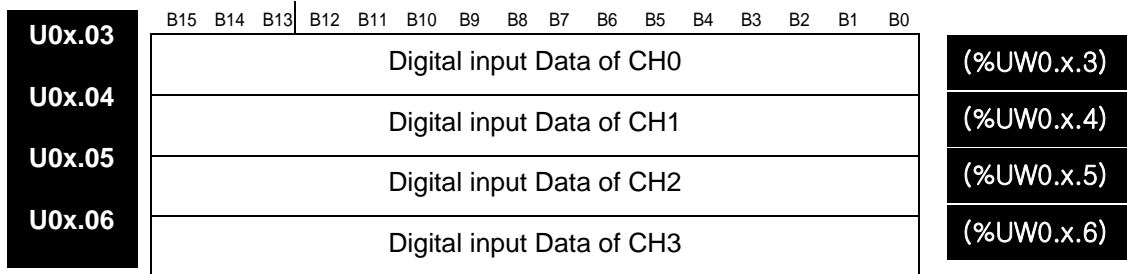 B15 B14 B13 B12 B11 B10 B9 B8 B7 B6 B5 B4 B3 B2 B1 B0
U0x.03 Digital input Data of CH0 (%UW0.x.3)
U0x.04 Digital input Data of CH1 (%UW0.x.4)
U0x.05 Digital input Data of CH2 (%UW0.x.5)
U0x.06 Digital input Data of CH3 (%UW0.x.6)